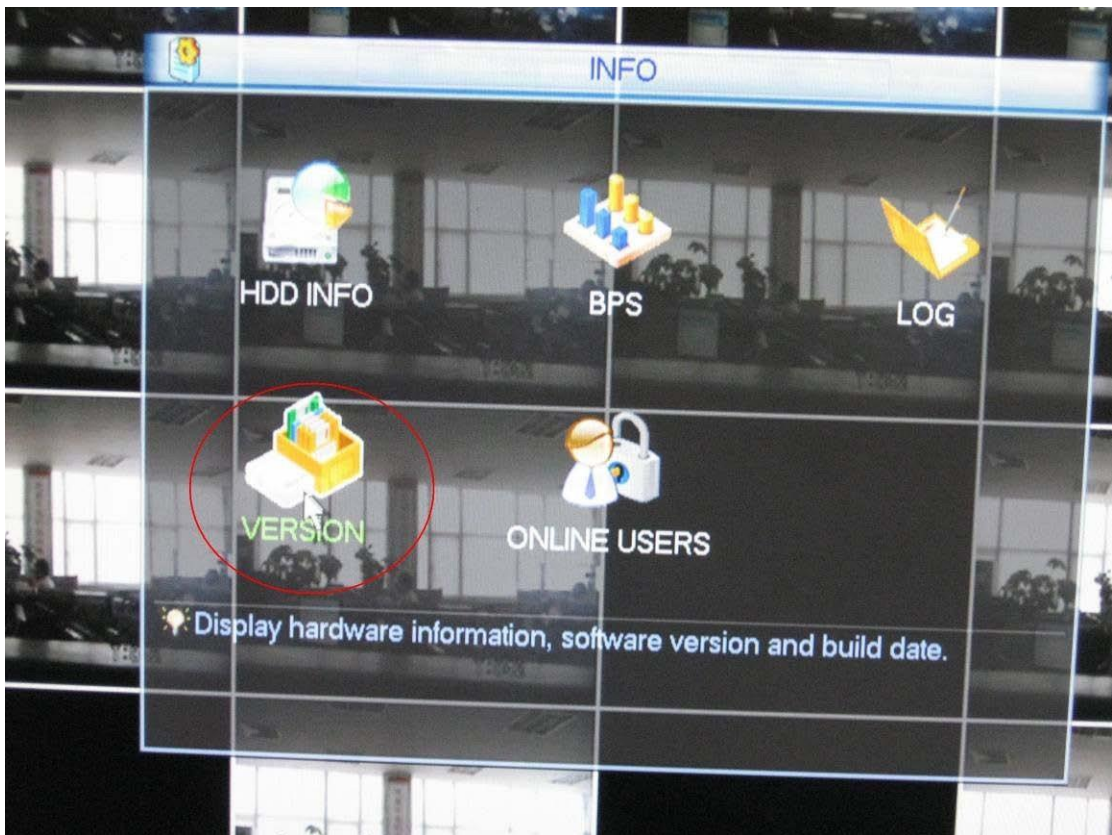 INFO
HDD INFO
BPS
LOG
VERSION
ONLINE USERS
Display hardware information, software version and build date.